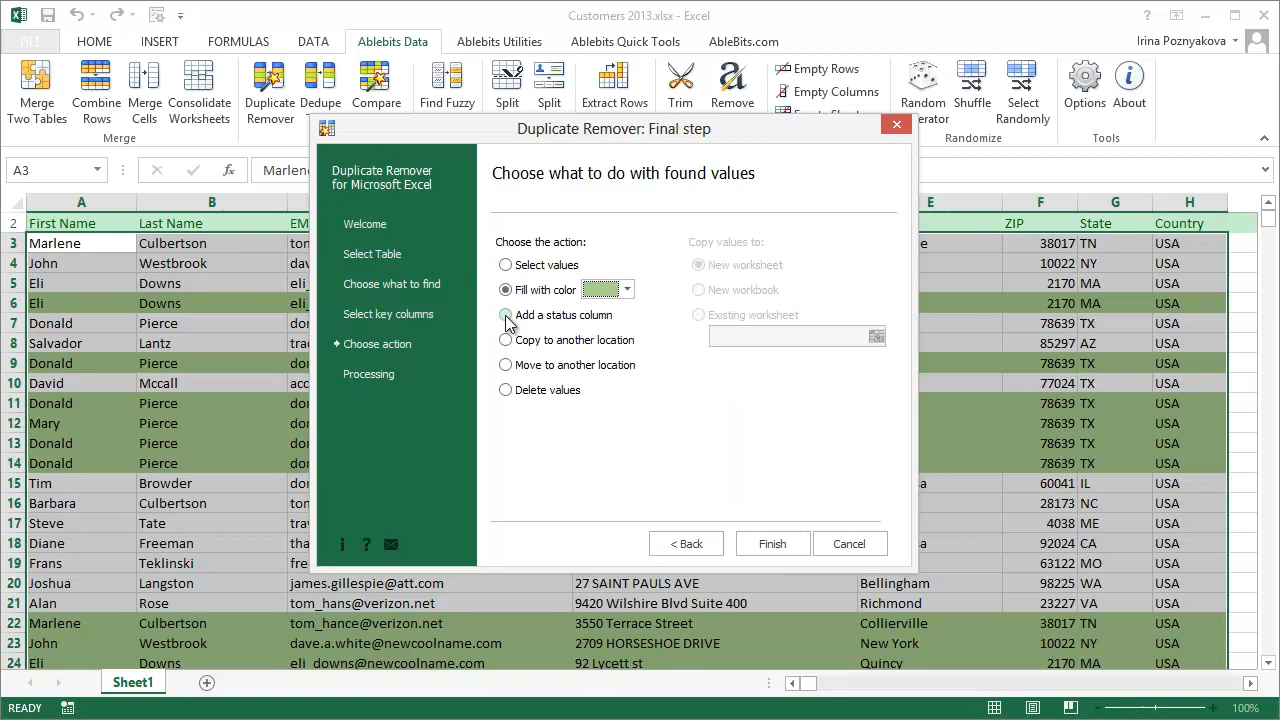 Customers 2013.xlsx - Excel
FILE HOME INSERT FORMULAS DATA Ablebits Data Ablebits Utilities Ablebits Quick Tools AbleBits.com Irina Poznyakova
Merge Two Tables
Combine Rows
Merge Cells
Consolidate Worksheets
Duplicate Remover
Dedupe
Compare
Find Fuzzy
Split
Split
Extract Rows
Trim
Remove
Empty Rows
Empty Columns
Random
Shuffle
Select Randomly
Options
About
Merge
Randomize
Tools
A3
fx
Duplicate Remover: Final step
Duplicate Remover
for Microsoft Excel
Welcome
Select Table
Choose what to find
Select key columns
Choose action
Processing
Choose what to do with found values
Choose the action:
Select values
Fill with color
Add a status column
Copy to another location
Move to another location
Delete values
Copy values to:
New worksheet
New workbook
Existing worksheet
< Back Finish Cancel
A B E F G H
2 First Name Last Name ZIP State Country
3 Marlene Culbertson 38017 TN USA
4 John Westbrook 10022 NY USA
5 Eli Downs 2170 MA USA
6 Eli Downs 2170 MA USA
7 Donald Pierce 78639 TX USA
8 Salvador Lantz 85297 AZ USA
9 Donald Pierce 78639 TX USA
10 David Mccall 77024 TX USA
11 Donald Pierce 78639 TX USA
12 Mary Pierce 78639 TX USA
13 Donald Pierce 78639 TX USA
14 Donald Pierce 78639 TX USA
15 Tim Browder 60041 IL USA
16 Barbara Culbertson 28173 NC USA
17 Steve Tate 4038 ME USA
18 Diane Freeman 92024 CA USA
19 Frans Teklinski 63122 MO USA
20 Joshua Langston james.gillespie@att.com 27 SAINT PAULS AVE Bellingham 98225 WA USA
21 Alan Rose tom_hans@verizon.net 9420 Wilshire Blvd Suite 400 Richmond 23227 VA USA
22 Marlene Culbertson tom_hance@verizon.net 3550 Terrace Street Collierville 38017 TN USA
23 John Westbrook dave.a.white@newcoolname.com 2709 HORSESHOE DRIVE New York 10022 NY USA
24 Eli Downs eli_downs@newcoolname.com 92 Lycett st Quincy 2170 MA USA
Sheet1
READY 100%